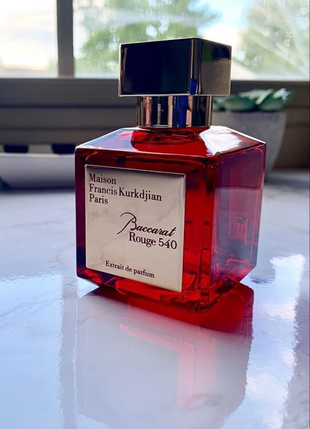 Maison
Francis Kurkdjian
Paris
Baccarat
Rouge 540
Extrait de parfum